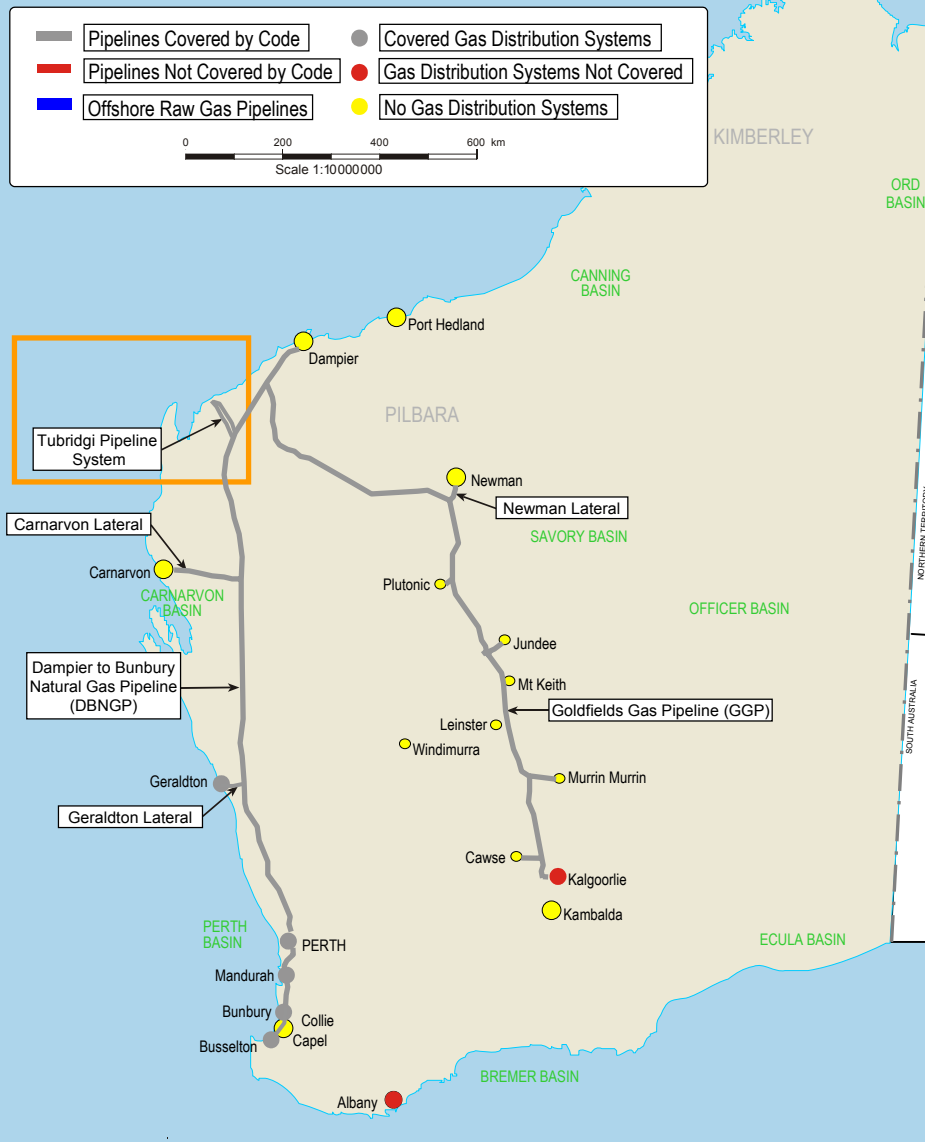 Pipelines Covered by Code
Covered Gas Distribution Systems
Pipelines Not Covered by Code
Gas Distribution Systems Not Covered
Offshore Raw Gas Pipelines
No Gas Distribution Systems
0 200 400 600 km
Scale 1:10000000
KIMBERLEY
ORD
BASIN
CANNING
BASIN
Port Hedland
Dampier
PILBARA
Tubridgi Pipeline
System
Newman
Newman Lateral
NORTHERN TERRITORY
Carnarvon Lateral
SAVORY BASIN
Carnarvon
Plutonic
CARNARVON
BASIN
OFFICER BASIN
Jundee
Dampier to Bunbury
Natural Gas Pipeline
(DBNGP)
Mt Keith
Goldfields Gas Pipeline (GGP)
SOUTH AUSTRALIA
Leinster
Windimurra
Geraldton
Murrin Murrin
Geraldton Lateral
Cawse
Kalgoorlie
Kambalda
PERTH
BASIN
PERTH
ECULA BASIN
Mandurah
Bunbury
Collie
Capel
Busselton
BREMER BASIN
Albany